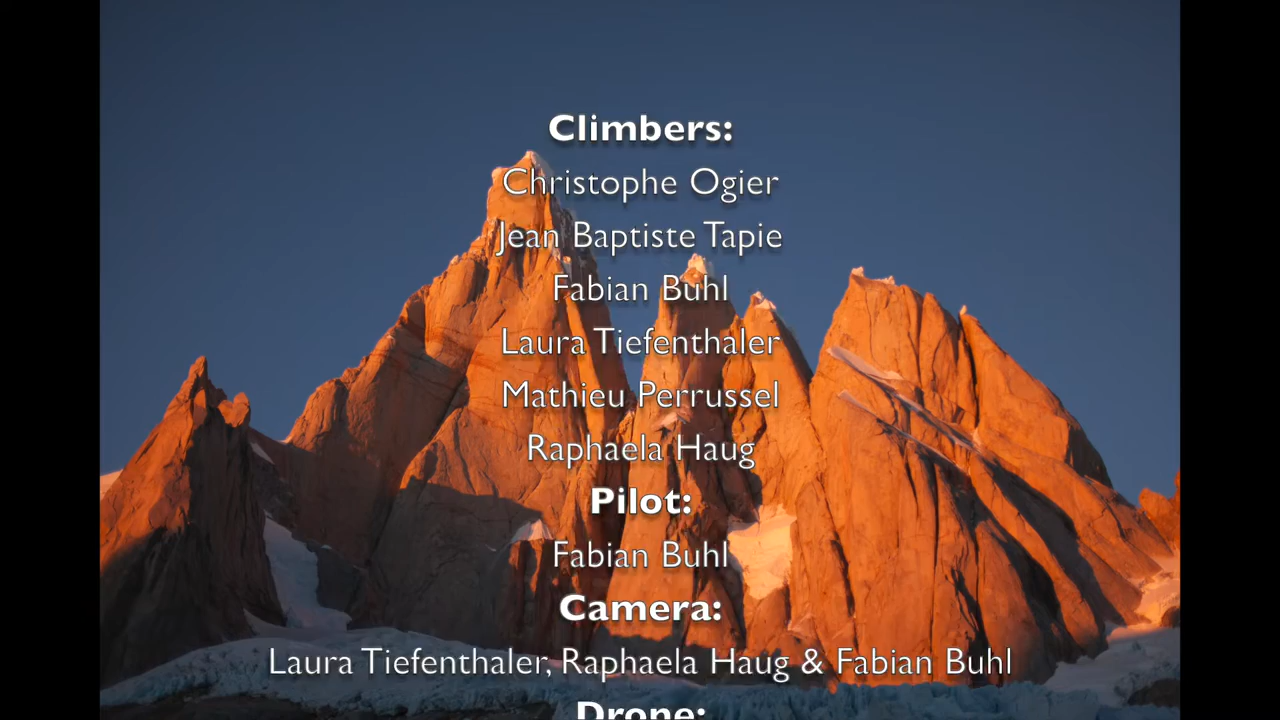 Climbers:
Christophe Ogier
Jean Baptiste Tapie
Fabian Buhl
Laura Tiefenthaler
Mathieu Perrussel
Raphaela Haug
Pilot:
Fabian Buhl
Camera:
Laura Tiefenthaler, Raphaela Haug & Fabian Buhl
Drone: